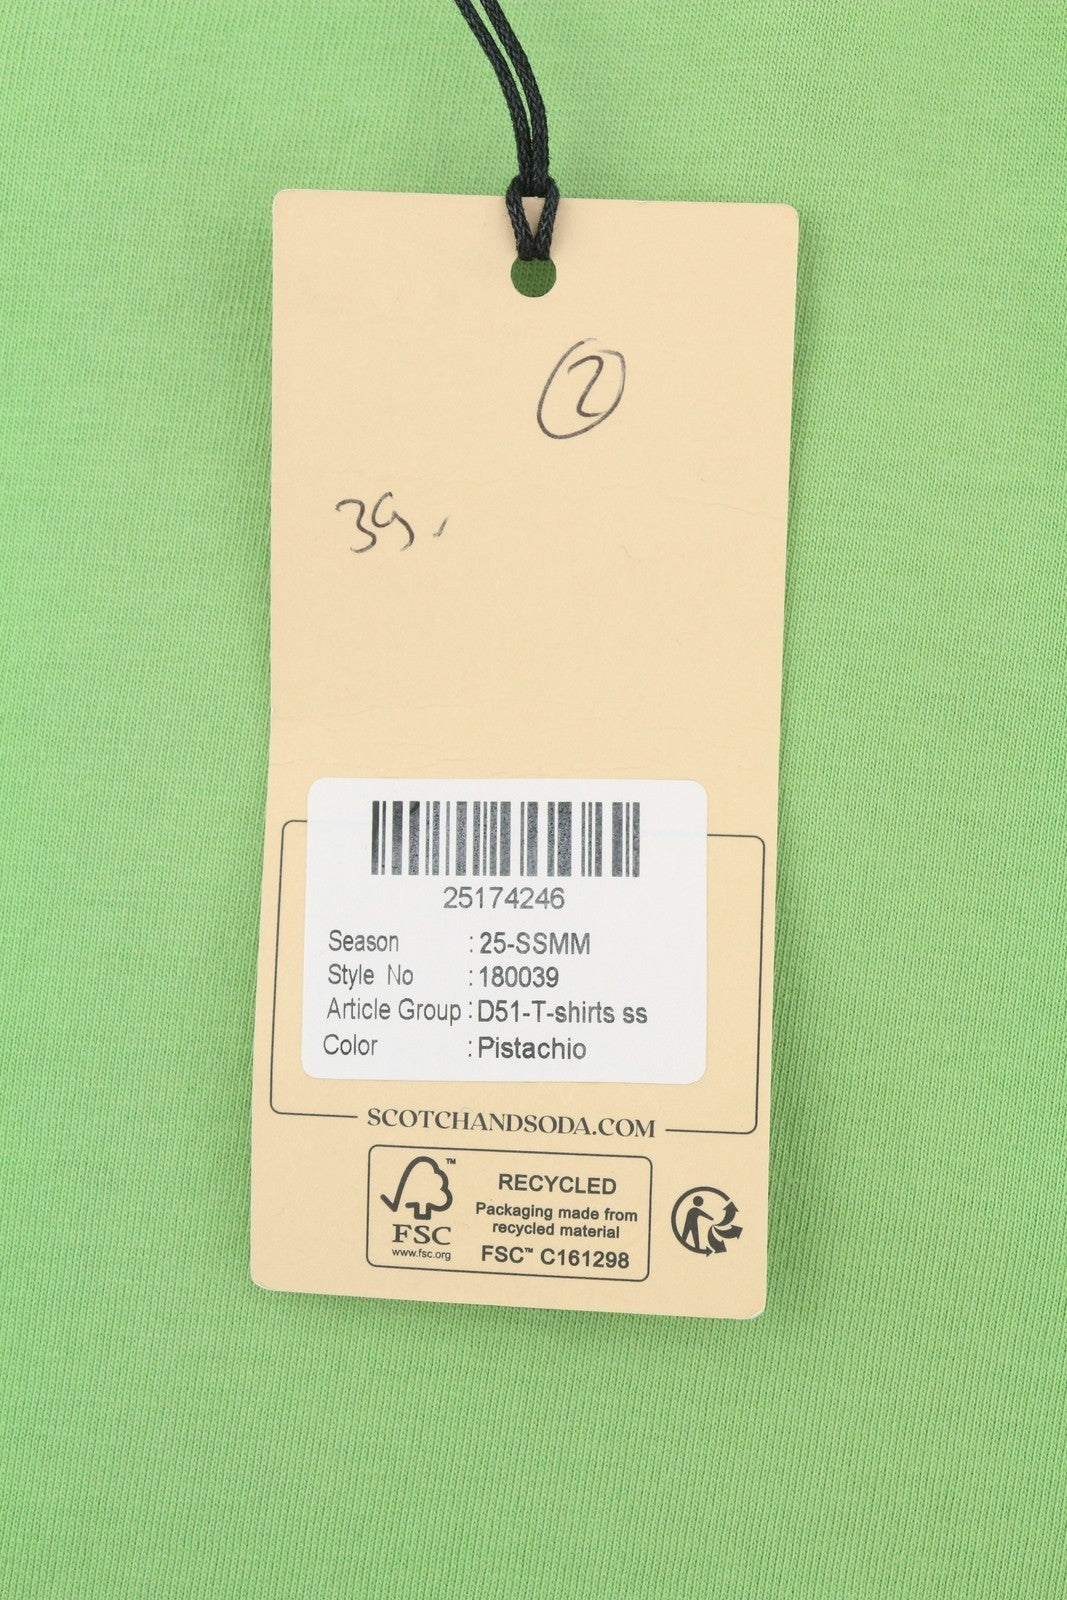 2
39.
25174246
Season : 25-SSMM
Style No : 180039
Article Group : D51-T-shirts ss
Color : Pistachio
SCOTCHANDSODA.COM
FSC
www.fsc.org
™
RECYCLED
Packaging made from
recycled material
FSC™ C161298